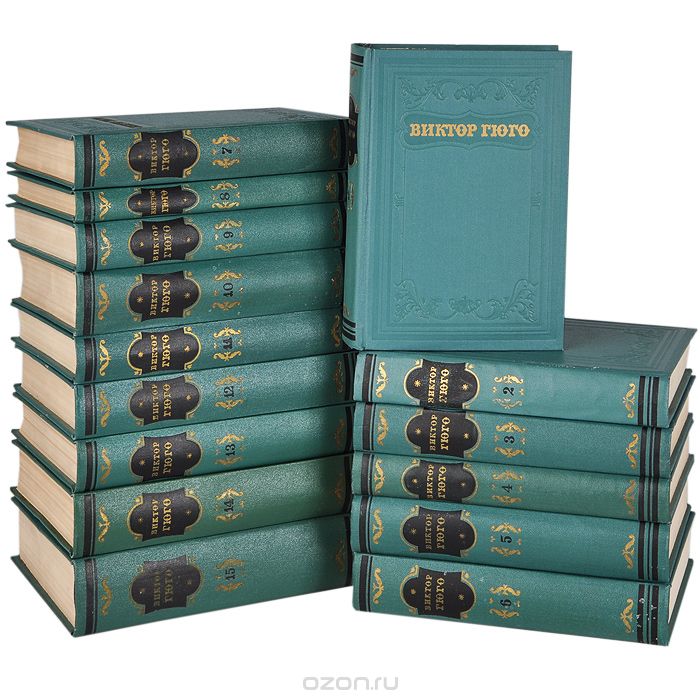 ВИКТОР ГЮГО
ВИКТОР
ГЮГО
7
ВИКТОР
ГЮГО
8
ВИКТОР
ГЮГО
9
ВИКТОР
ГЮГО
10
ВИКТОР
ГЮГО
11
ВИКТОР
ГЮГО
12
ВИКТОР
ГЮГО
13
ВИКТОР
ГЮГО
14
ВИКТОР
ГЮГО
15
ВИКТОР
ГЮГО
2
ВИКТОР
ГЮГО
3
ВИКТОР
ГЮГО
4
ВИКТОР
ГЮГО
5
ВИКТОР
ГЮГО
6
ozon.ru